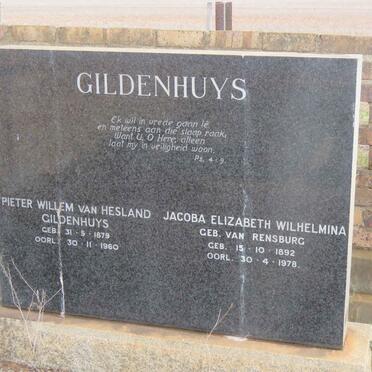 GILDENHUYS
Ek wil in vrede gaan lê
en meteens aan die slaap raak,
Want U, O Here, alleen
laat my in veiligheid woon.
Ps. 4:9.
PIETER WILLEM VAN HESLAND
GILDENHUYS
GEB. 31·5·1879
OORL. 30·11·1960
JACOBA ELIZABETH WILHELMINA
GEB. VAN RENSBURG
GEB. 15·10·1892
OORL. 30·4·1978.